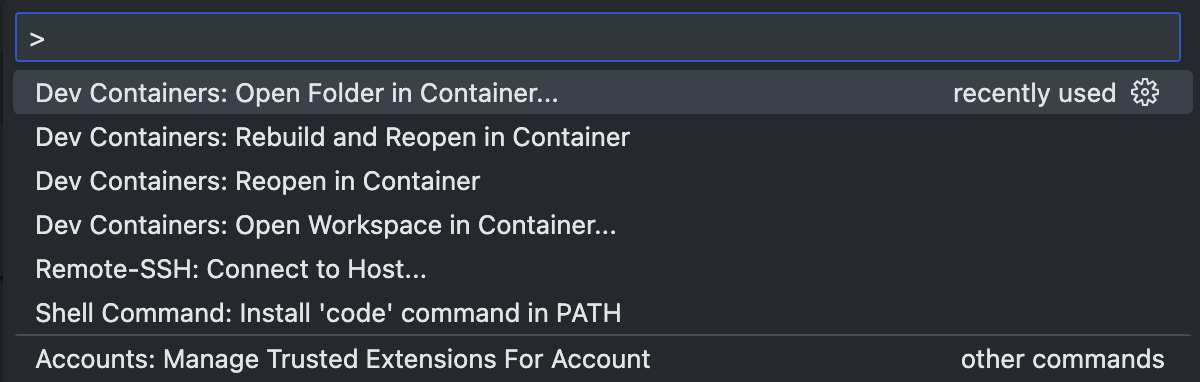 >
Dev Containers: Open Folder in Container... recently used
Dev Containers: Rebuild and Reopen in Container
Dev Containers: Reopen in Container
Dev Containers: Open Workspace in Container...
Remote-SSH: Connect to Host...
Shell Command: Install 'code' command in PATH
Accounts: Manage Trusted Extensions For Account other commands